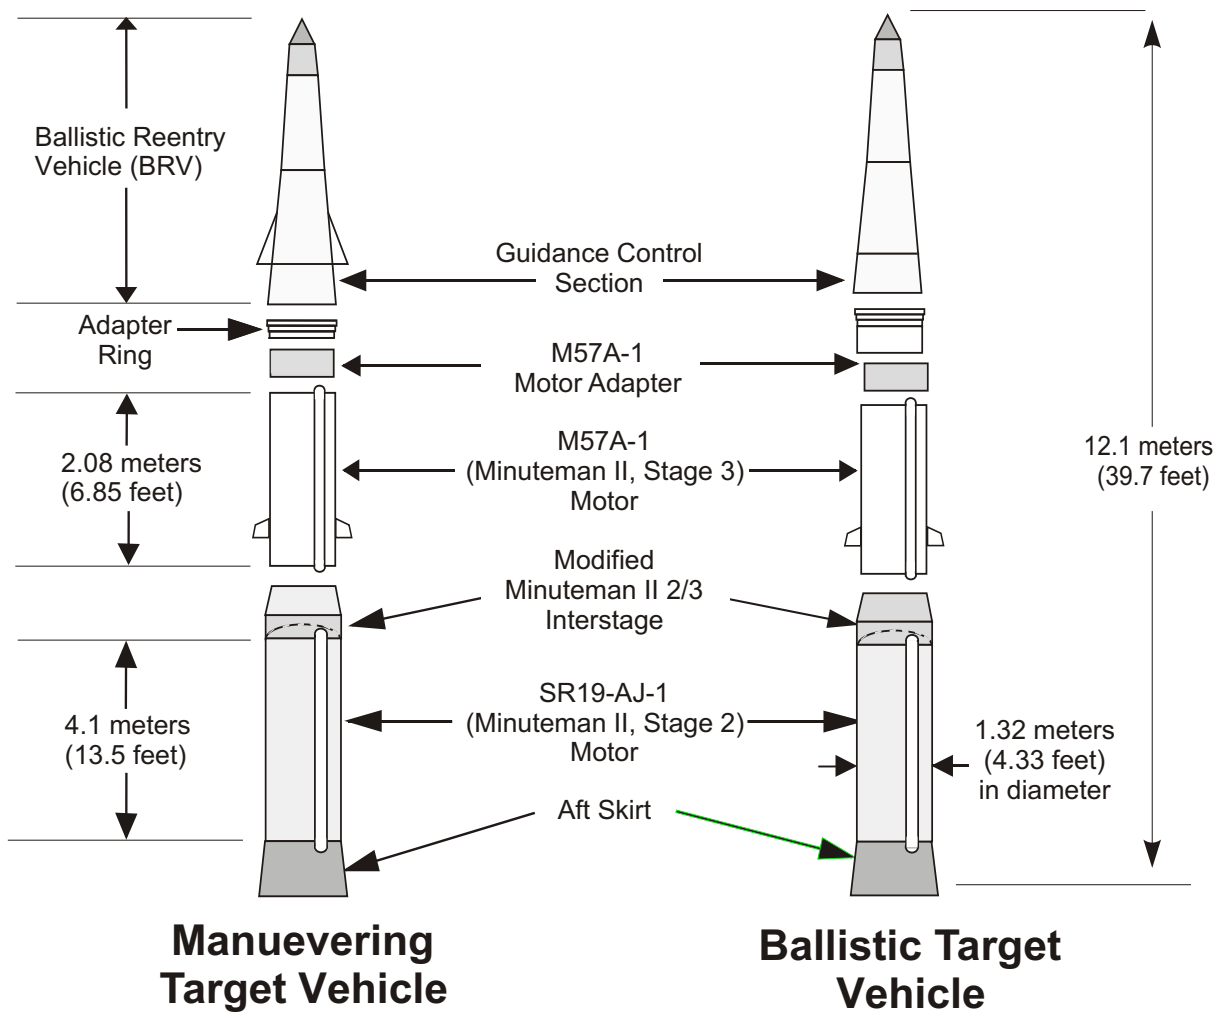 Ballistic Reentry
Vehicle (BRV)
Guidance Control
Section
Adapter
Ring
M57A-1
Motor Adapter
2.08 meters
(6.85 feet)
M57A-1
(Minuteman II, Stage 3)
Motor
12.1 meters
(39.7 feet)
Modified
Minuteman II 2/3
Interstage
4.1 meters
(13.5 feet)
SR19-AJ-1
(Minuteman II, Stage 2)
Motor
1.32 meters
(4.33 feet)
in diameter
Aft Skirt
Manuevering
Target Vehicle
Ballistic Target
Vehicle